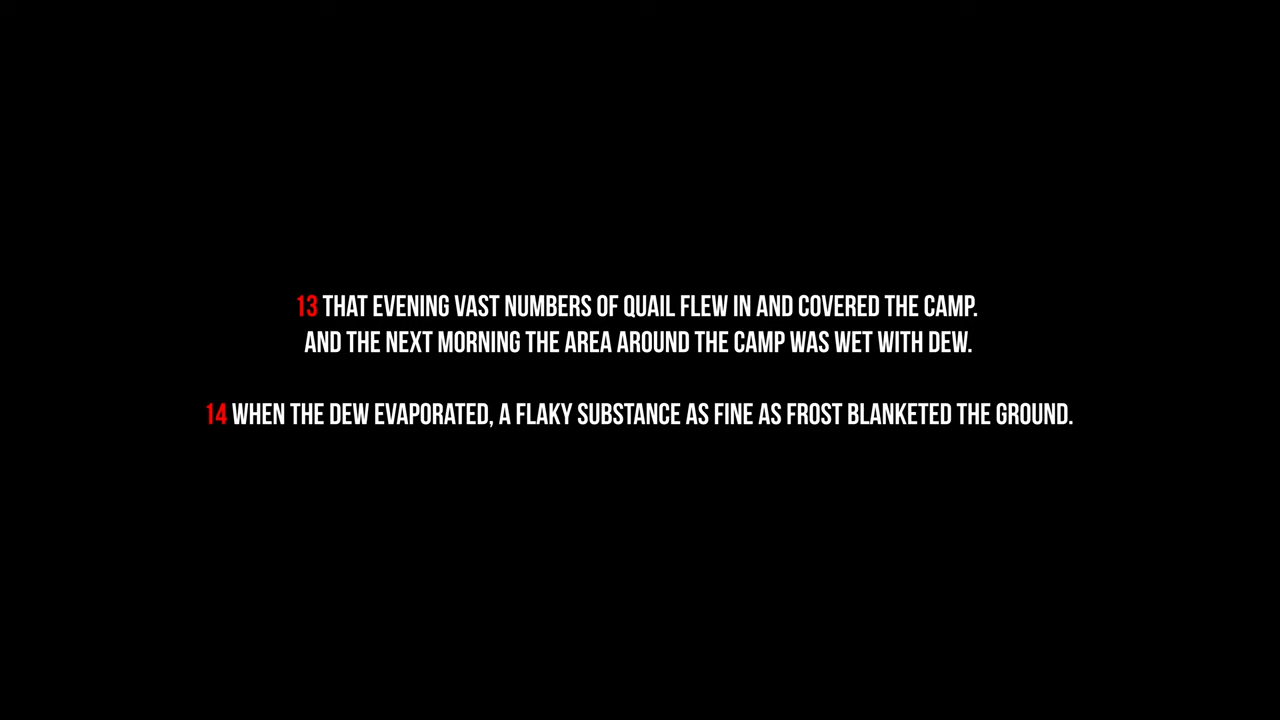 13 THAT EVENING VAST NUMBERS OF QUAIL FLEW IN AND COVERED THE CAMP.
AND THE NEXT MORNING THE AREA AROUND THE CAMP WAS WET WITH DEW.
14 WHEN THE DEW EVAPORATED, A FLAKY SUBSTANCE AS FINE AS FROST BLANKETED THE GROUND.